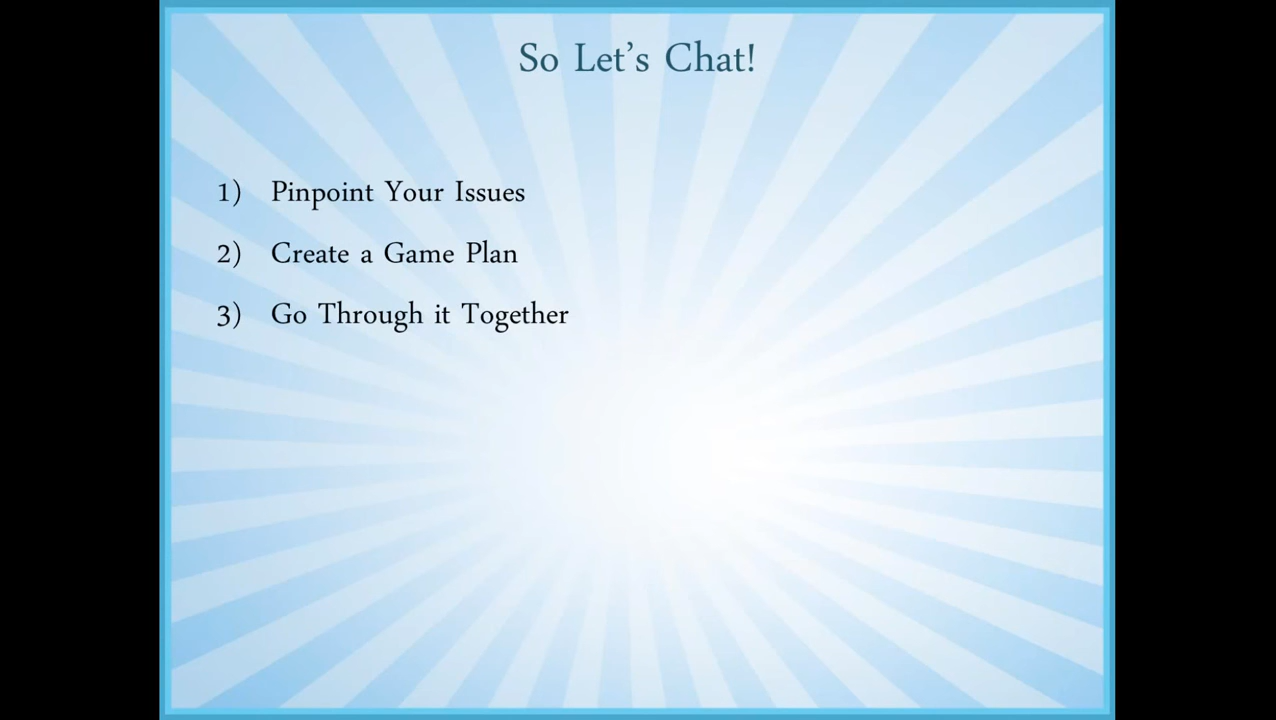 So Let's Chat!
1) Pinpoint Your Issues
2) Create a Game Plan
3) Go Through it Together